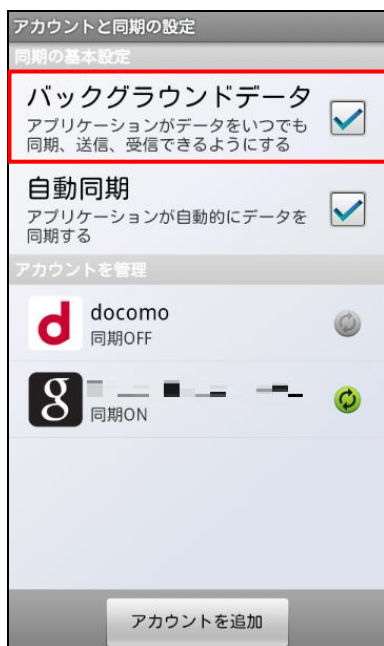 アカウントと同期の設定
同期の基本設定
バックグラウンドデータ
アプリケーションがデータをいつでも
同期、送信、受信できるようにする
自動同期
アプリケーションが自動的にデータを
同期する
アカウントを管理
d
docomo
同期OFF
g
同期ON
アカウントを追加